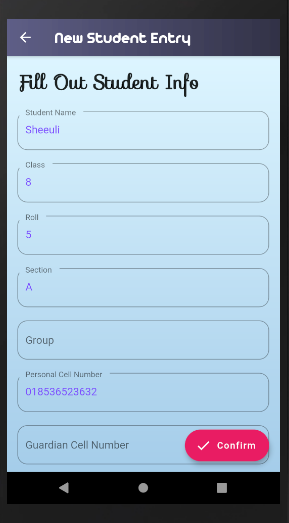 New Student Entry
Fill Out Student Info
Student Name
Sheeuli
Class
8
Roll
5
Section
A
Group
Personal Cell Number
018536523632
Guardian Cell Number
Confirm